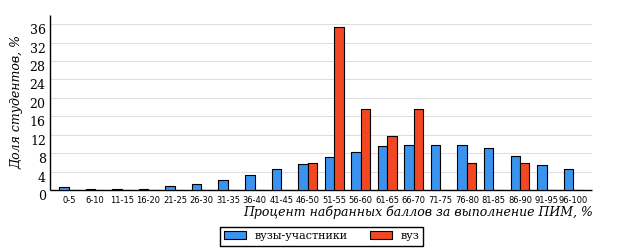 Доля студентов, %
36
32
28
24
20
16
12
8
4
0
0-5 6-10 11-15 16-20 21-25 26-30 31-35 36-40 41-45 46-50 51-55 56-60 61-65 66-70 71-75 76-80 81-85 86-90 91-95 96-100
Процент набранных баллов за выполнение ПИМ, %
вузы-участники вуз